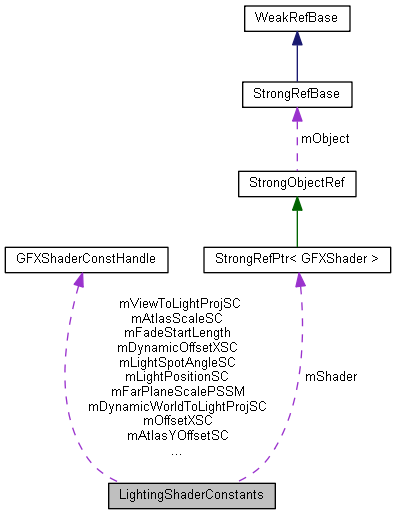 WeakRefBase
StrongRefBase
mObject
StrongObjectRef
GFXShaderConstHandle
StrongRefPtr< GFXShader >
mViewToLightProjSC
mAtlasScaleSC
mFadeStartLength
mDynamicOffsetXSC
mLightSpotAngleSC
mLightPositionSC
mFarPlaneScalePSSM
mDynamicWorldToLightProjSC
mOffsetXSC
mAtlasYOffsetSC
...
mShader
LightingShaderConstants